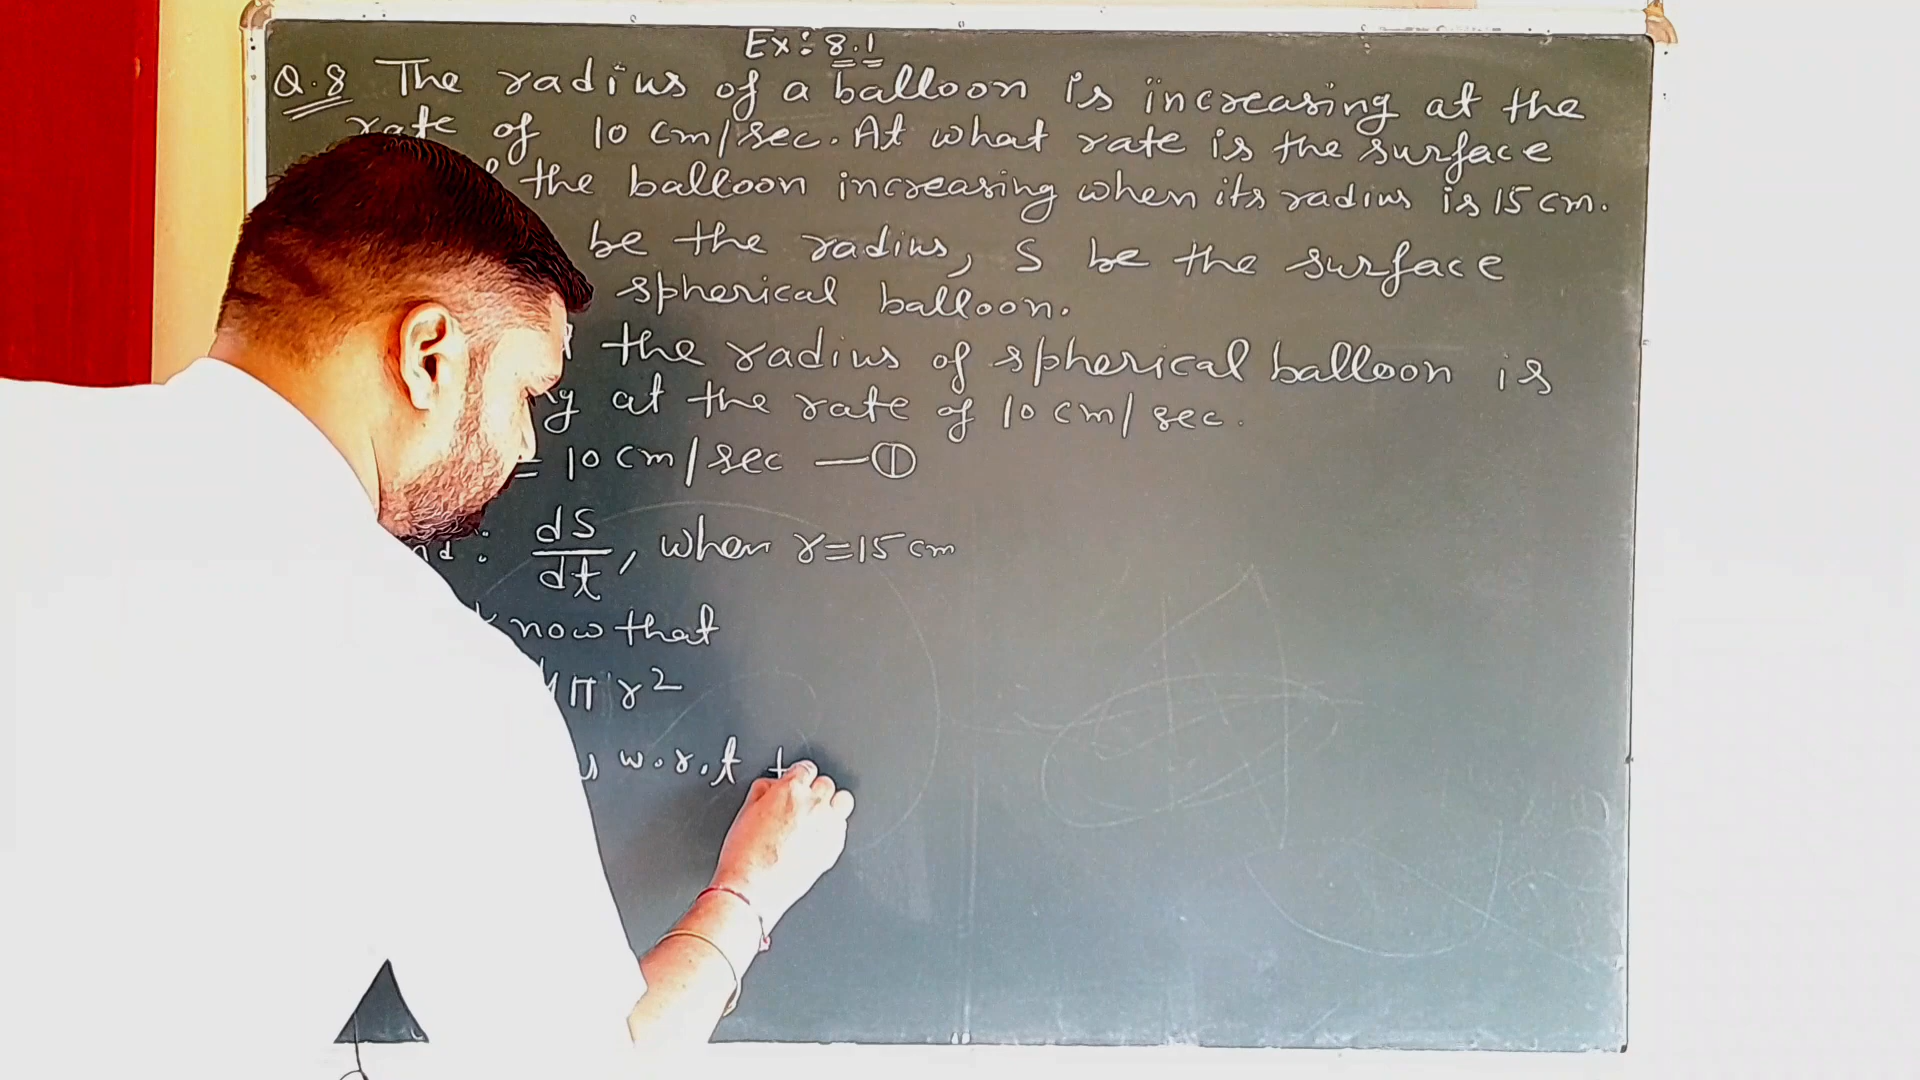 Ex: 8.1
Q.8 The radius of a balloon is increasing at the
rate of 10 cm/sec. At what rate is the surface
the balloon increasing when its radius is 15 cm.
be the radius, S be the surface
spherical balloon.
the radius of spherical balloon is
at the rate of 10 cm/sec.
= 10 cm/sec — ①
dS/dt, when r=15 cm
know that
4πr²
w.r.t t